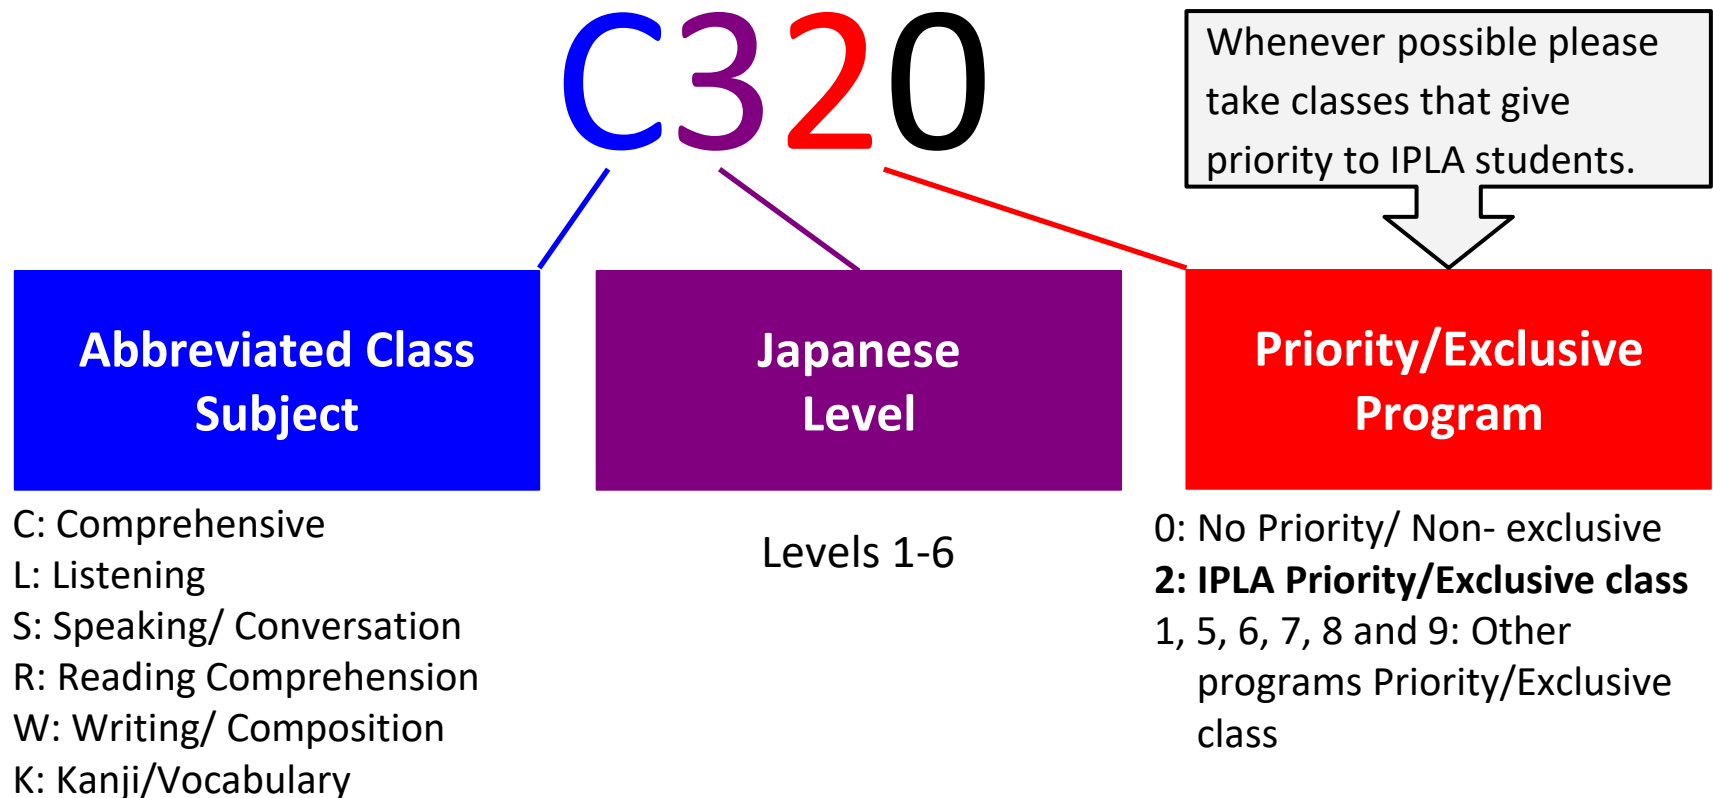 C320
Whenever possible please
take classes that give
priority to IPLA students.
Abbreviated Class
Subject
Japanese
Level
Priority/Exclusive
Program
C: Comprehensive
L: Listening
S: Speaking/ Conversation
R: Reading Comprehension
W: Writing/ Composition
K: Kanji/Vocabulary
Levels 1-6
0: No Priority/ Non- exclusive
2: IPLA Priority/Exclusive class
1, 5, 6, 7, 8 and 9: Other
programs Priority/Exclusive
class